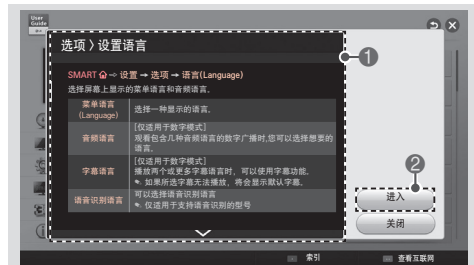 User
Guide
选项 〉设置语言
❶
SMART ⇨ 设置 → 选项 → 语言(Language)
选择屏幕上显示的菜单语言和音频语言。
菜单语言
(Language)
选择一种显示的语言。
音频语言
[仅适用于数字模式]
观看包含几种音频语言的数字广播时,您可以选择想要的
语言。
字幕语言
[仅适用于数字模式]
播放两个或更多字幕语言时，可以使用字幕功能。
如果所选字幕无法播放，将会显示默认字幕。
语音识别语言
可以选择语音识别语言
仅适用于支持语音识别的型号
❷
进入
关闭
索引
查看互联网